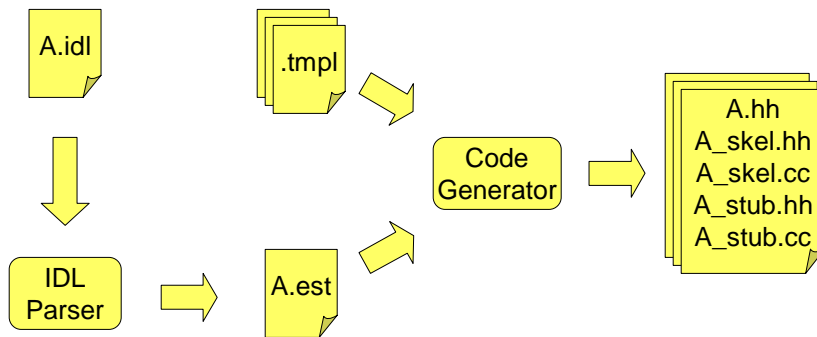 A.idl
.tmpl
A.hh
A_skel.hh
A_skel.cc
A_stub.hh
A_stub.cc
Code
Generator
IDL
Parser
A.est